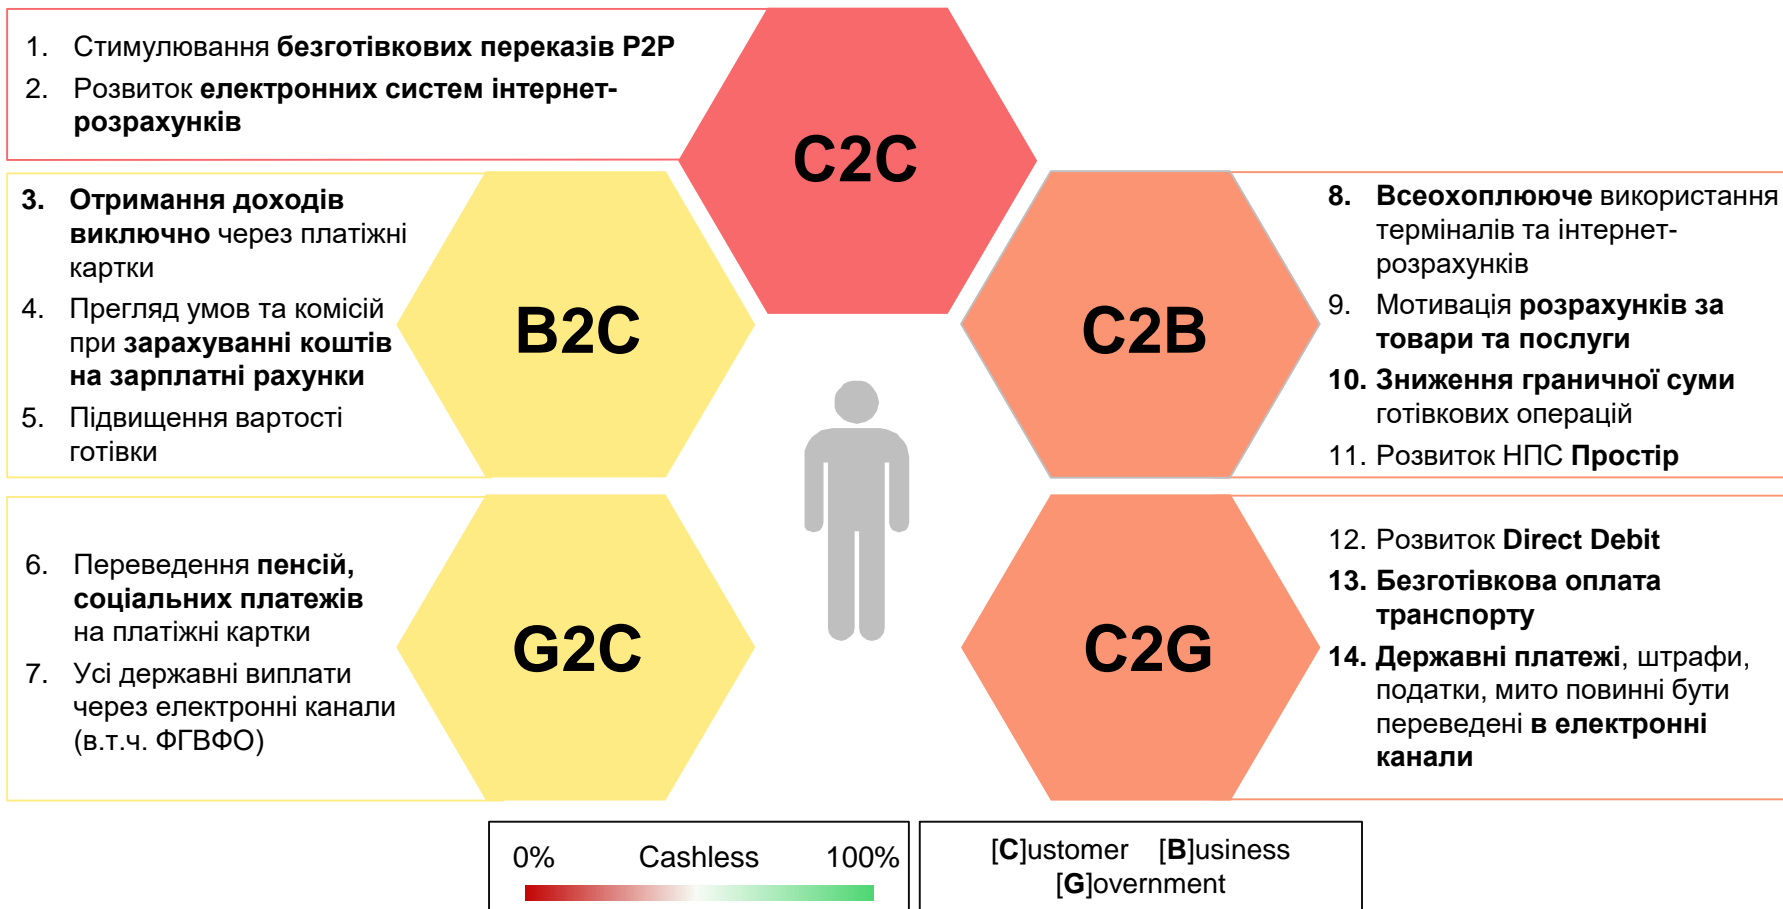 1. Стимулювання безготівкових переказів P2P
2. Розвиток електронних систем інтернет-
розрахунків
C2C
3. Отримання доходів
виключно через платіжні
картки
4. Прегляд умов та комісій
при зарахуванні коштів
на зарплатні рахунки
5. Підвищення вартості
готівки
B2C
C2B
8. Всеохоплююче використання
терміналів та інтернет-
розрахунків
9. Мотивація розрахунків за
товари та послуги
10. Зниження граничної суми
готівкових операцій
11. Розвиток НПС Простір
6. Переведення пенсій,
соціальних платежів
на платіжні картки
7. Усі державні виплати
через електронні канали
(в.т.ч. ФГВФО)
G2C
C2G
12. Розвиток Direct Debit
13. Безготівкова оплата
транспорту
14. Державні платежі, штрафи,
податки, мито повинні бути
переведені в електронні
канали
0% Cashless 100%
[C]ustomer [B]usiness
[G]overnment